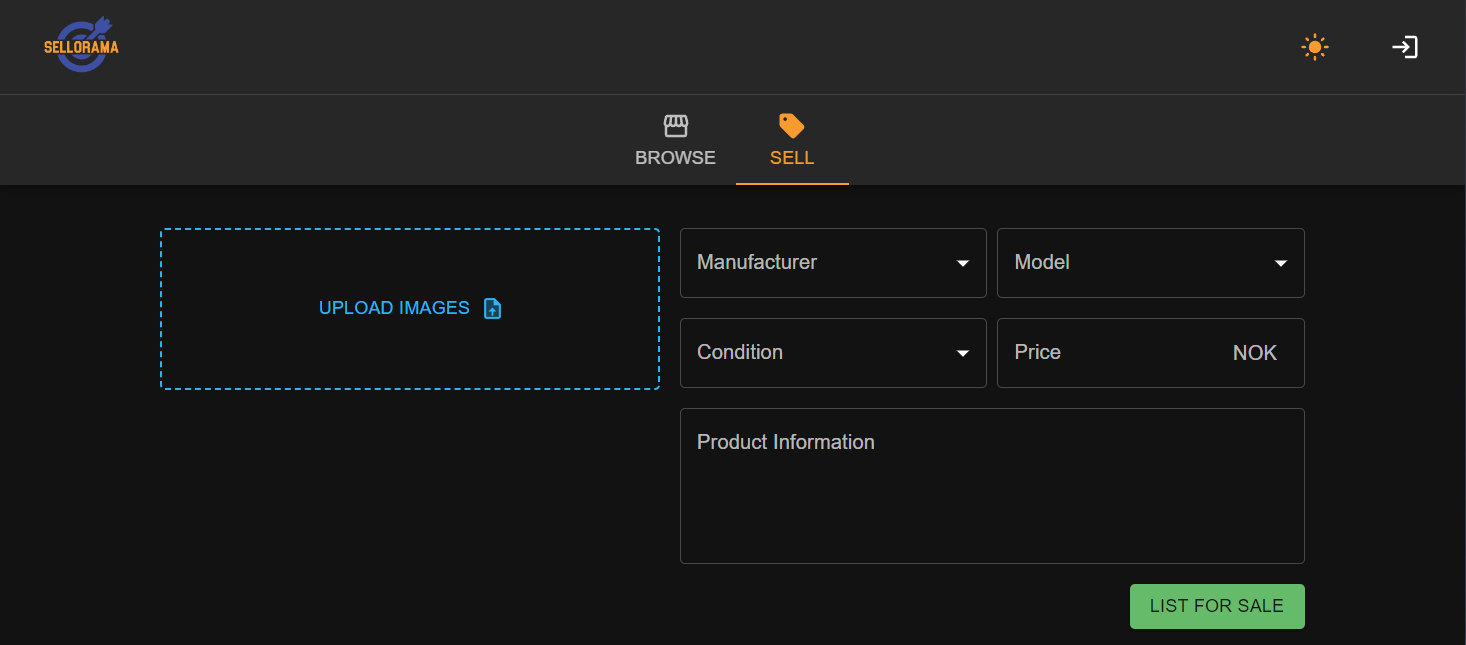 SELLORAMA
BROWSE
SELL
UPLOAD IMAGES
Manufacturer
Model
Condition
Price
NOK
Product Information
LIST FOR SALE